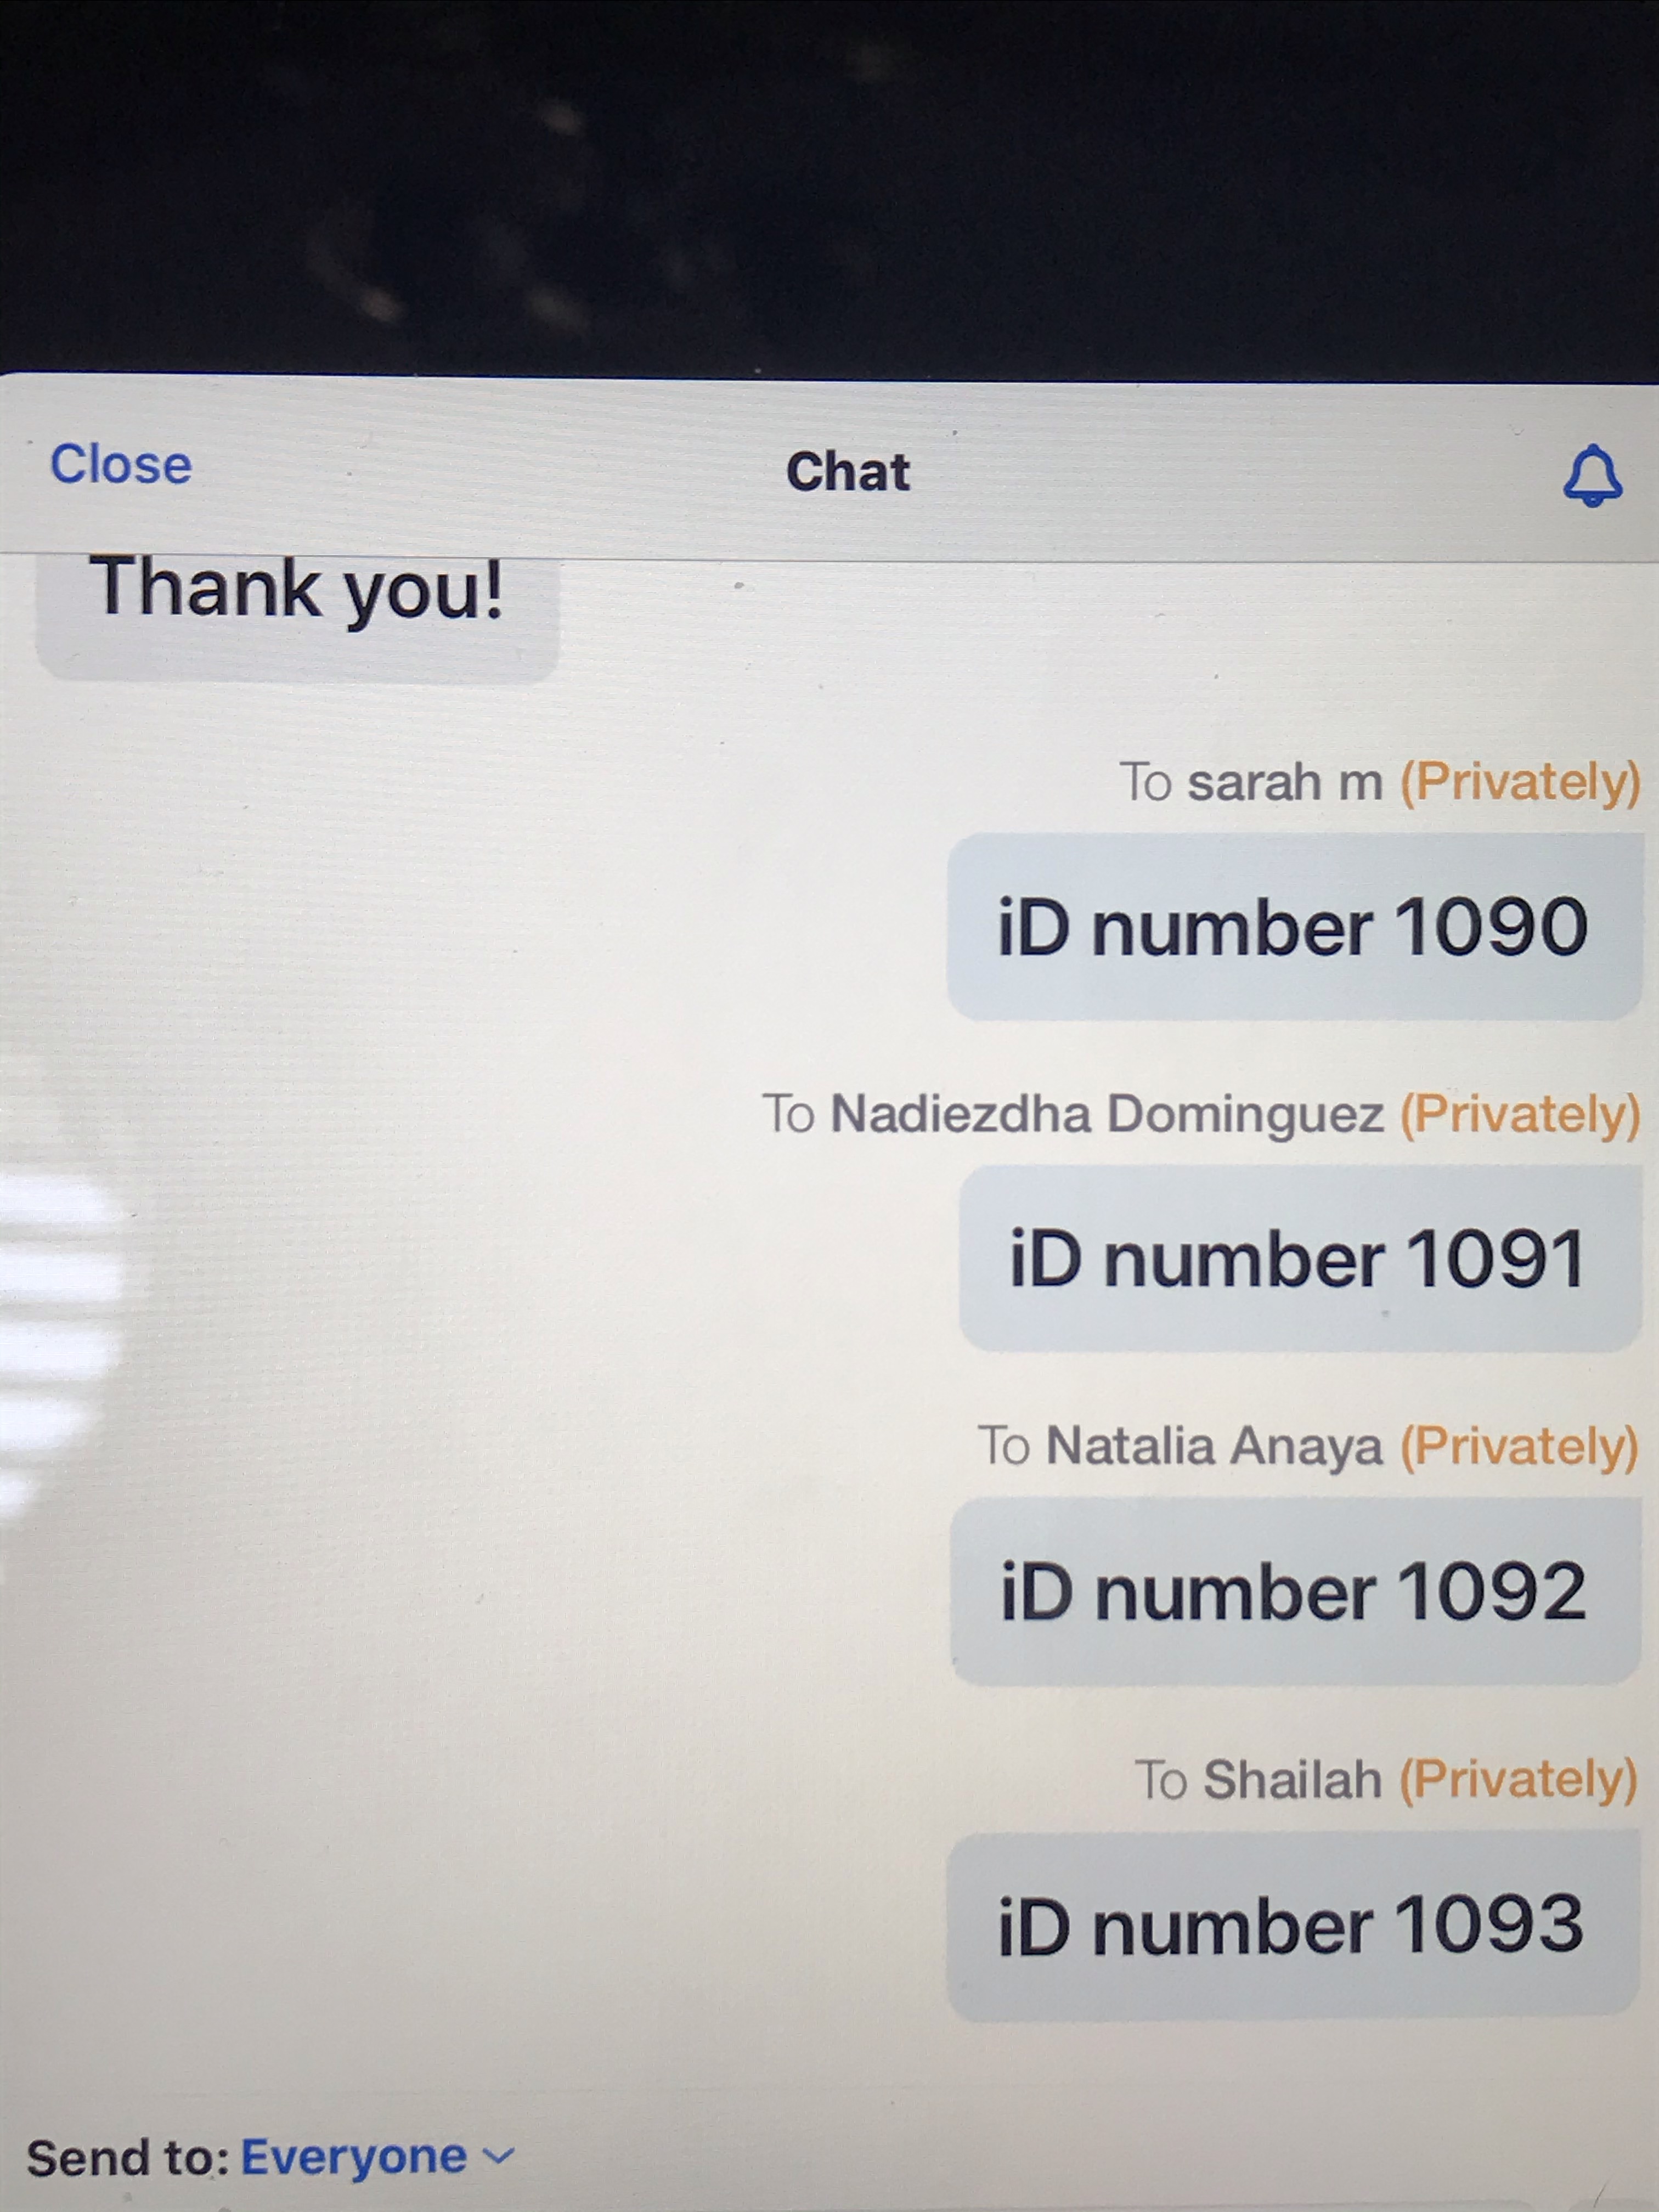 Close
Chat
Thank you!
To sarah m (Privately)
iD number 1090
To Nadiezdha Dominguez (Privately)
iD number 1091
To Natalia Anaya (Privately)
iD number 1092
To Shailah (Privately)
iD number 1093
Send to: Everyone